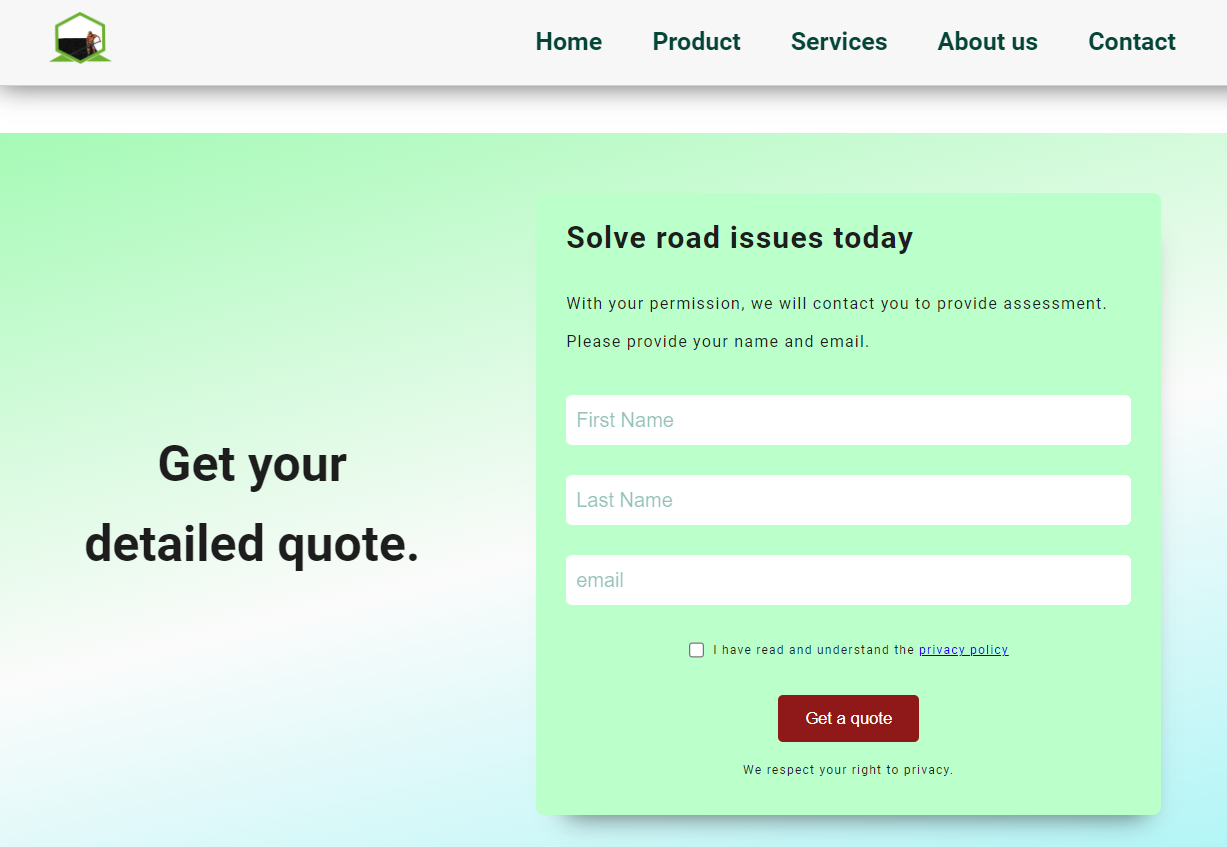 Home Product Services About us Contact
Solve road issues today
With your permission, we will contact you to provide assessment.
Please provide your name and email.
Get your
detailed quote.
First Name
Last Name
email
I have read and understand the privacy policy
Get a quote
We respect your right to privacy.